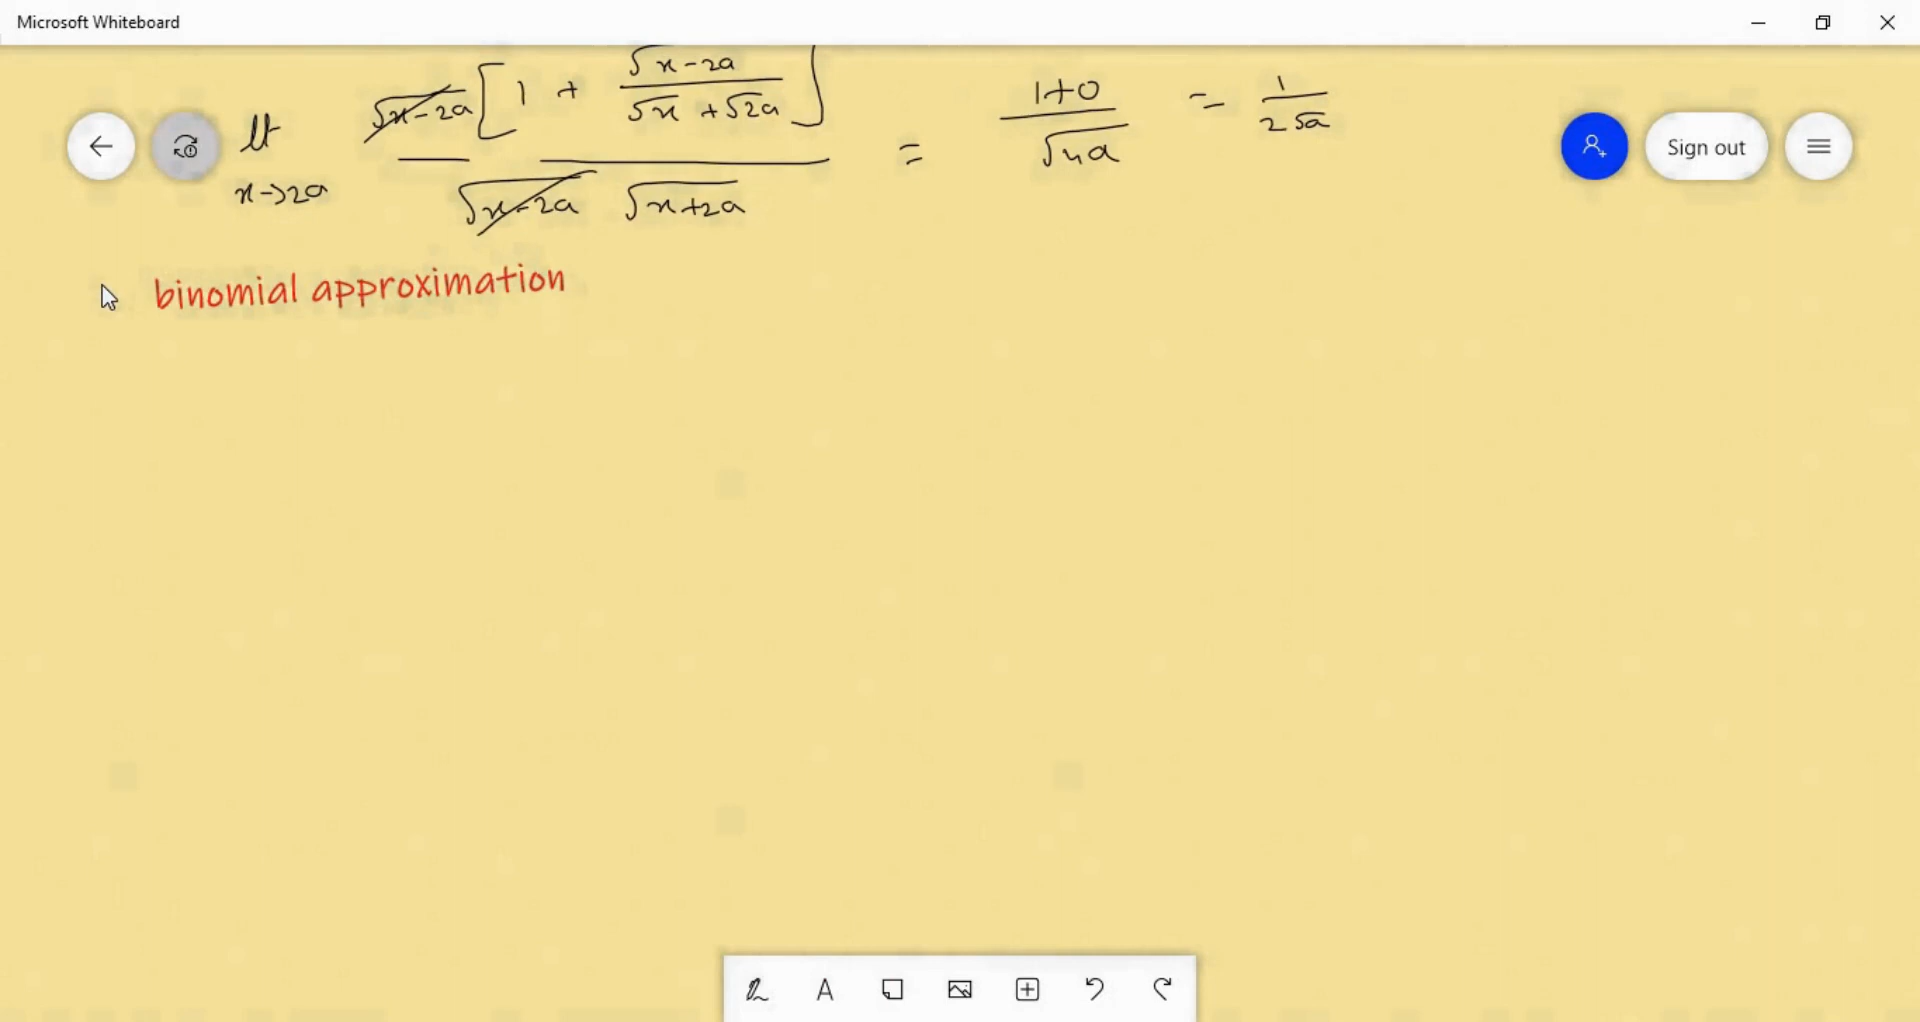 Microsoft Whiteboard
lt x→2a √x-2a [1 + √x-2a / √x + √2a] / √x-2a √x+2a = 1+0 / √4a = 1 / 2√a
Sign out
binomial approximation
A